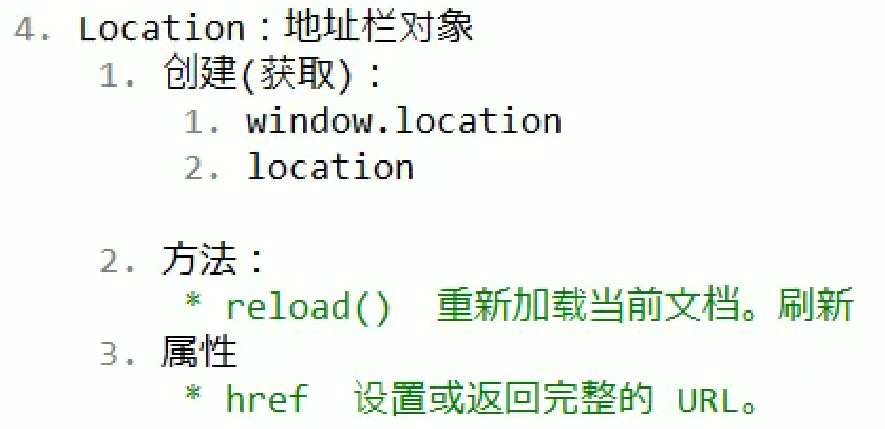 4. Location：地址栏对象
1. 创建(获取)：
1. window.location
2. location
2. 方法：
* reload() 重新加载当前文档。刷新
3. 属性
* href 设置或返回完整的 URL。